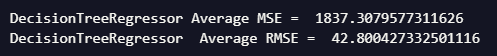 DecisionTreeRegressor Average MSE =  1837.3079577311626
DecisionTreeRegressor  Average RMSE =  42.800427332501116